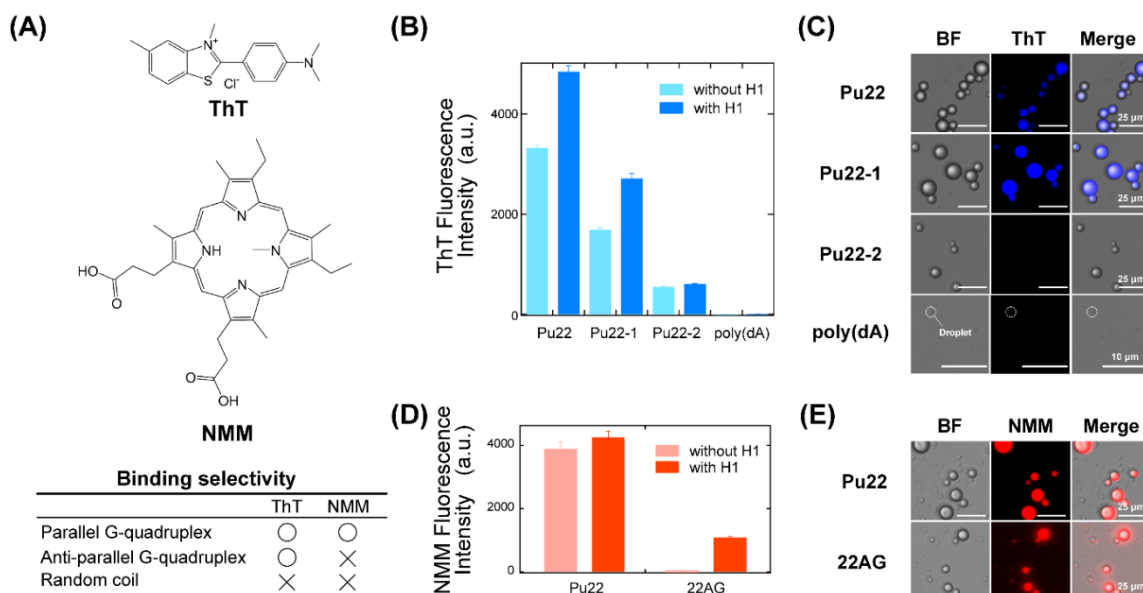 (A)
N+
S
Cl-
N
ThT
N
NH
N
N
HO
O
O
OH
NMM
Binding selectivity
ThT NMM
Parallel G-quadruplex ○ ○
Anti-parallel G-quadruplex ○ ×
Random coil × ×
(B)
ThT Fluorescence
Intensity (a.u.)
4000
2000
0
without H1
with H1
Pu22 Pu22-1 Pu22-2 poly(dA)
(C)
BF ThT Merge
Pu22
25 μm
Pu22-1
25 μm
Pu22-2
25 μm
poly(dA)
Droplet
10 μm
(D)
NMM Fluorescence
Intensity (a.u.)
4000
2000
0
without H1
with H1
Pu22 22AG
(E)
BF NMM Merge
Pu22
25 μm
22AG
25 μm